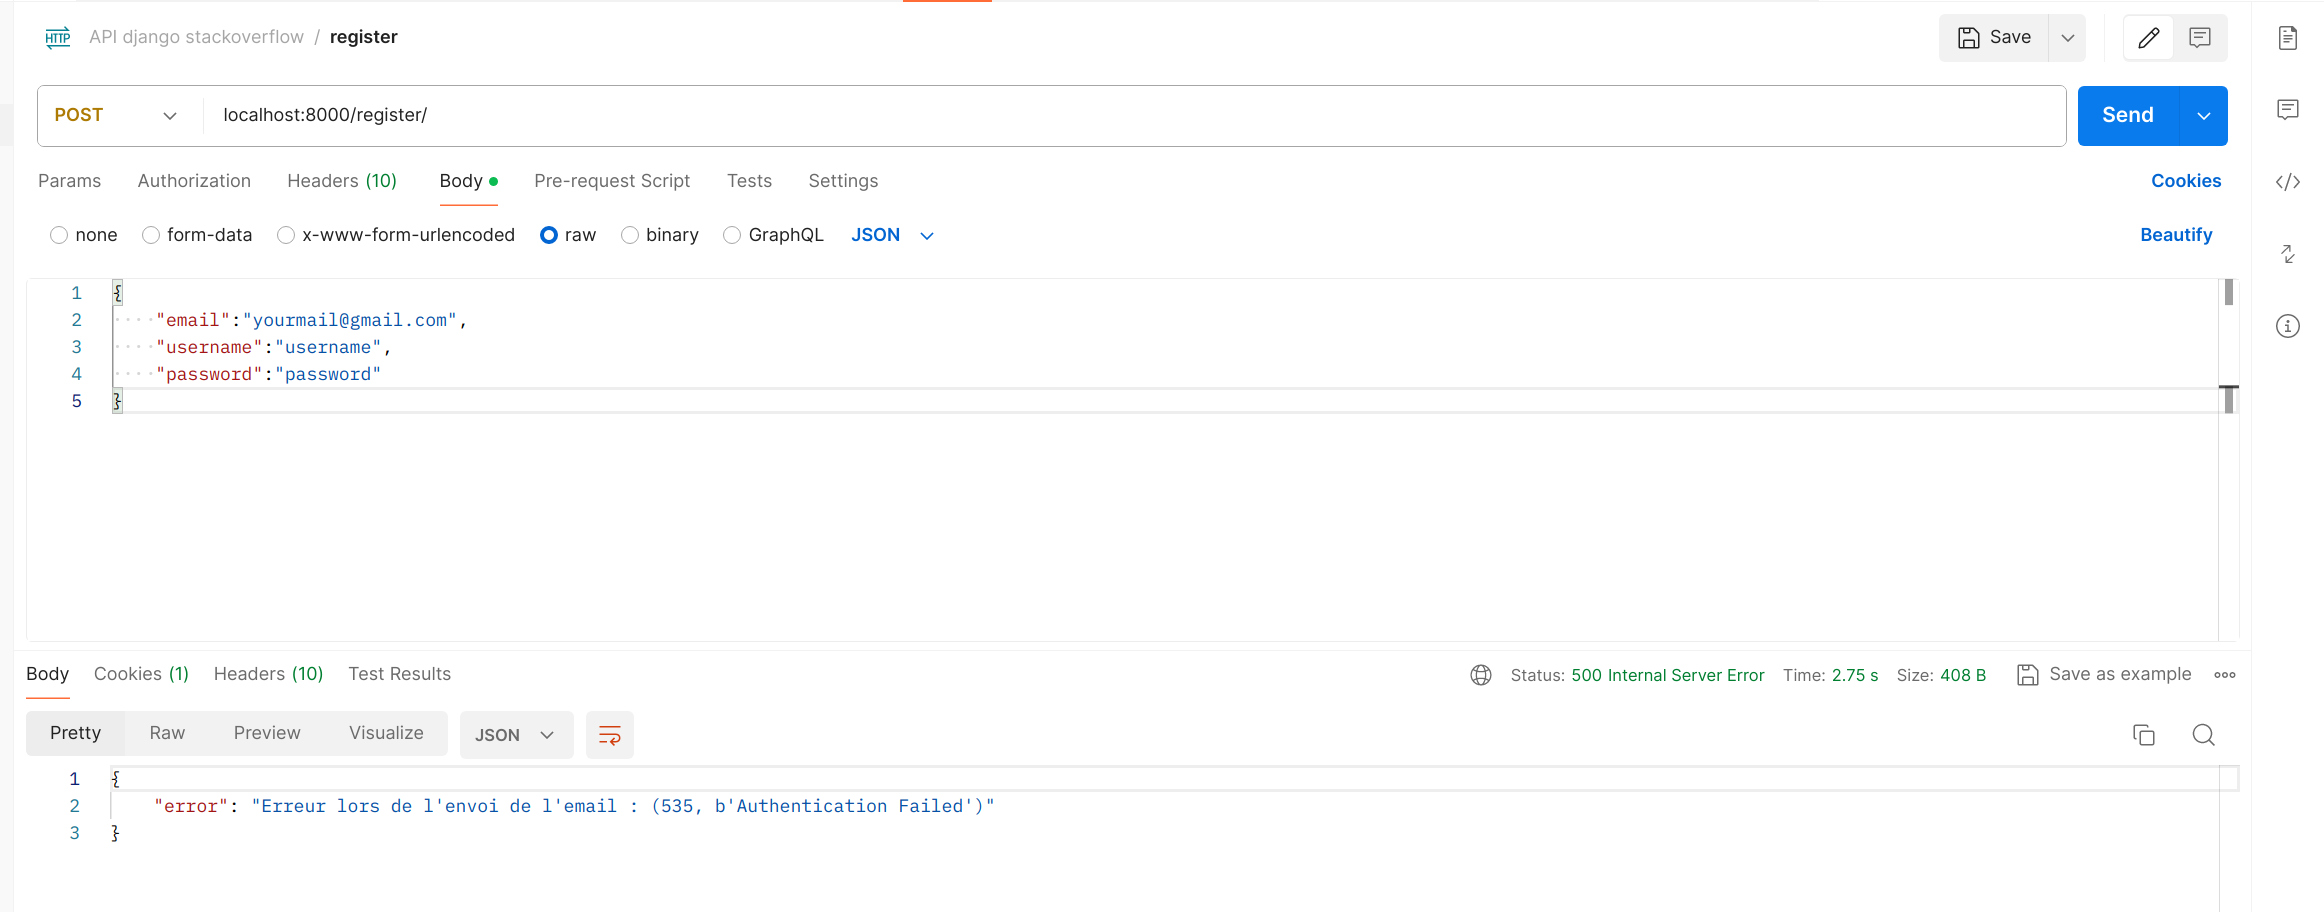 HTTP API django stackoverflow / register Save
POST localhost:8000/register/ Send
Params Authorization Headers (10) Body Pre-request Script Tests Settings Cookies
none form-data x-www-form-urlencoded raw binary GraphQL JSON Beautify
1 {
2 "email":"yourmail@gmail.com",
3 "username":"username",
4 "password":"password"
5 }
Body Cookies (1) Headers (10) Test Results Status: 500 Internal Server Error Time: 2.75 s Size: 408 B Save as example
Pretty Raw Preview Visualize JSON
1 {
2 "error": "Erreur lors de l'envoi de l'email : (535, b'Authentication Failed')"
3 }